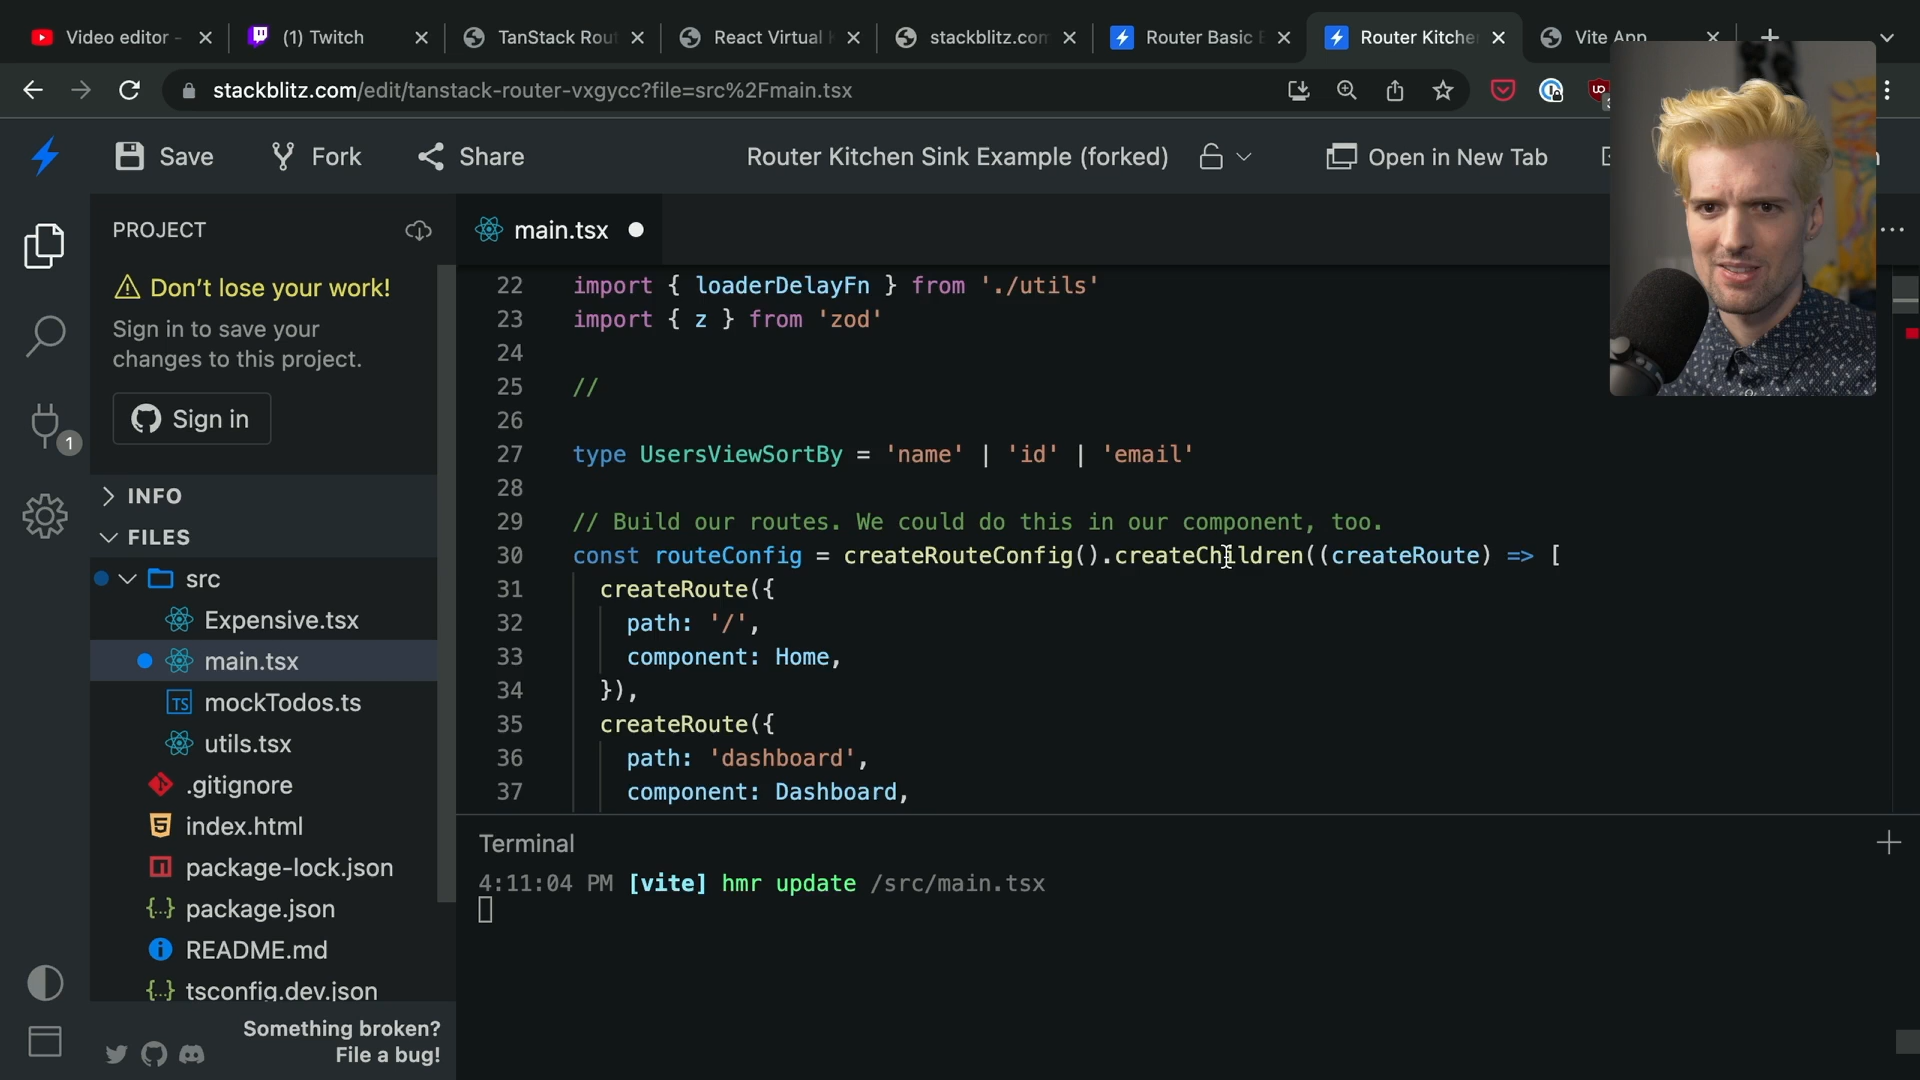 Video editor -
(1) Twitch
TanStack Rou
React Virtual
stackblitz.com
Router Basic E
Router Kitche
Vite App
stackblitz.com/edit/tanstack-router-vxgycc?file=src%2Fmain.tsx
Save
Fork
Share
Router Kitchen Sink Example (forked)
Open in New Tab
PROJECT
main.tsx
Don't lose your work!
Sign in to save your
changes to this project.
Sign in
1
INFO
FILES
src
Expensive.tsx
main.tsx
TS mockTodos.ts
utils.tsx
.gitignore
index.html
package-lock.json
{..} package.json
README.md
{..} tsconfig.dev.json
Something broken?
File a bug!
22 import { loaderDelayFn } from './utils'
23 import { z } from 'zod'
24
25 //
26
27 type UsersViewSortBy = 'name' | 'id' | 'email'
28
29 // Build our routes. We could do this in our component, too.
30 const routeConfig = createRouteConfig().createChildren((createRoute) => [
31 createRoute({
32 path: '/',
33 component: Home,
34 }),
35 createRoute({
36 path: 'dashboard',
37 component: Dashboard,
Terminal
4:11:04 PM [vite] hmr update /src/main.tsx